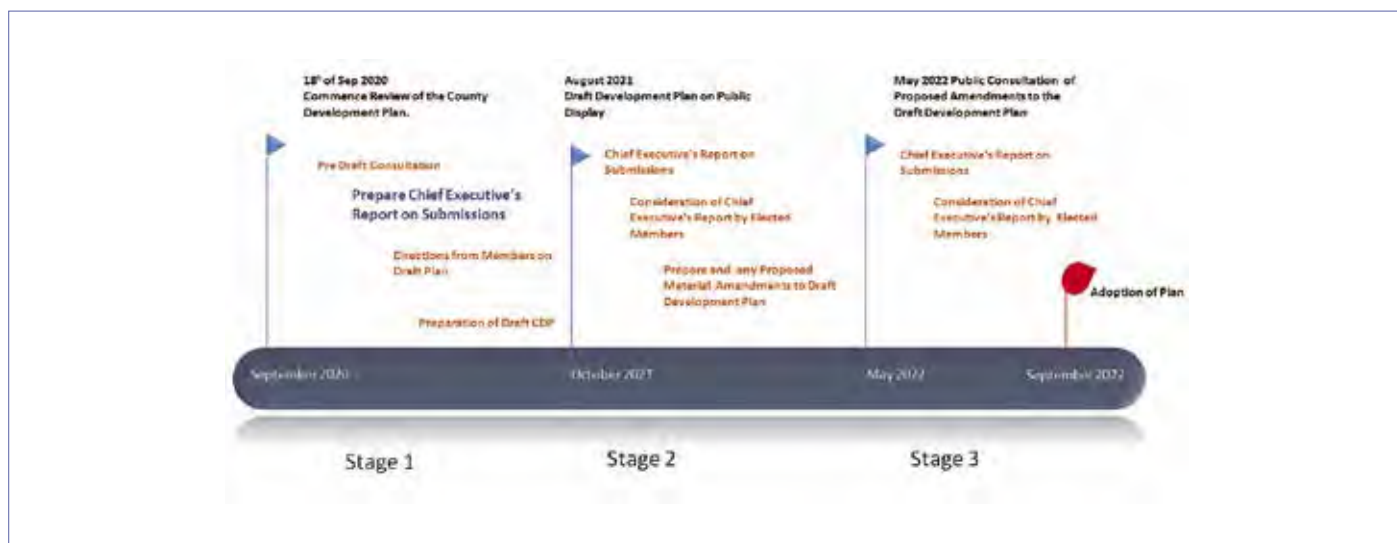 18th of Sep 2020
Commence Review of the County
Development Plan.
Pre Draft Consultation
Prepare Chief Executive's
Report on Submissions
Directions from Members on
Draft Plan
Preparation of Draft CDP
August 2021
Draft Development Plan on Public
Display
Chief Executive's Report on
Submissions
Consideration of Chief
Executive's Report by Elected
Members
Prepare and any Proposed
Material Amendments to Draft
Development Plan
May 2022 Public Consultation of
Proposed Amendments to the
Draft Development Plan
Chief Executive's Report on
Submissions
Consideration of Chief
Executive's Report by Elected
Members
Adoption of Plan
September 2020
October 2021
May 2022
September 2022
Stage 1
Stage 2
Stage 3